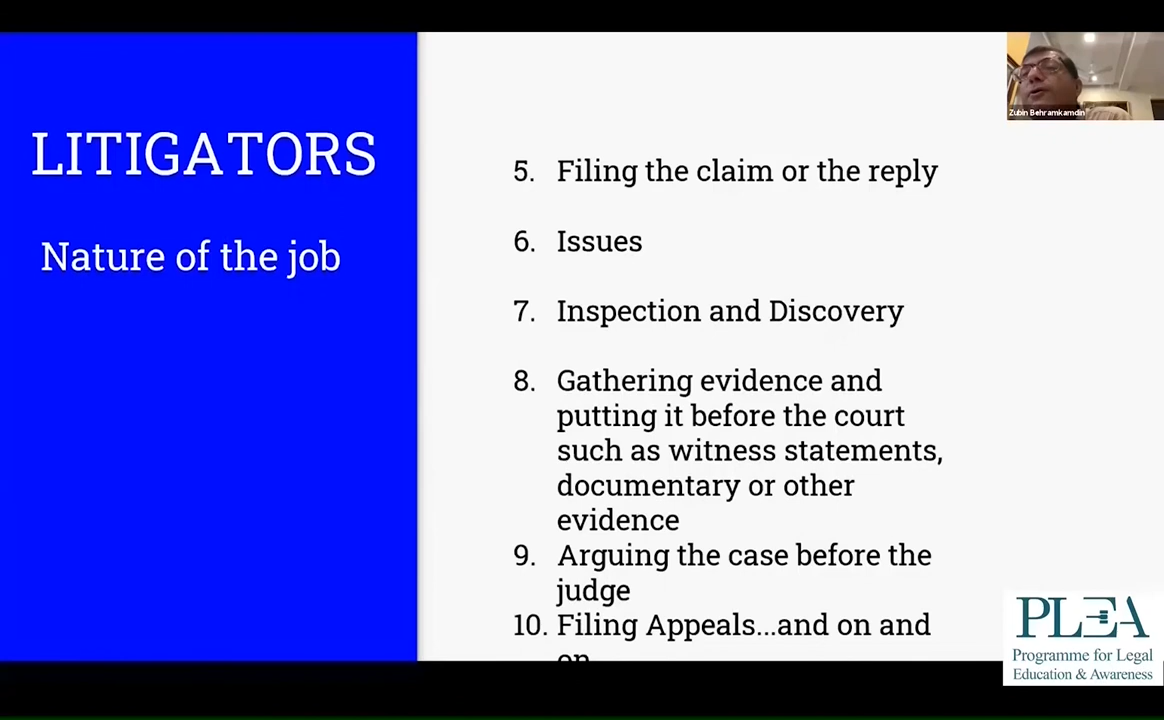 LITIGATORS
Nature of the job
5. Filing the claim or the reply
6. Issues
7. Inspection and Discovery
8. Gathering evidence and
putting it before the court
such as witness statements,
documentary or other
evidence
9. Arguing the case before the
judge
10. Filing Appeals...and on and
on
Zubin Behramkamdin
PLEA
Programme for Legal
Education & Awareness